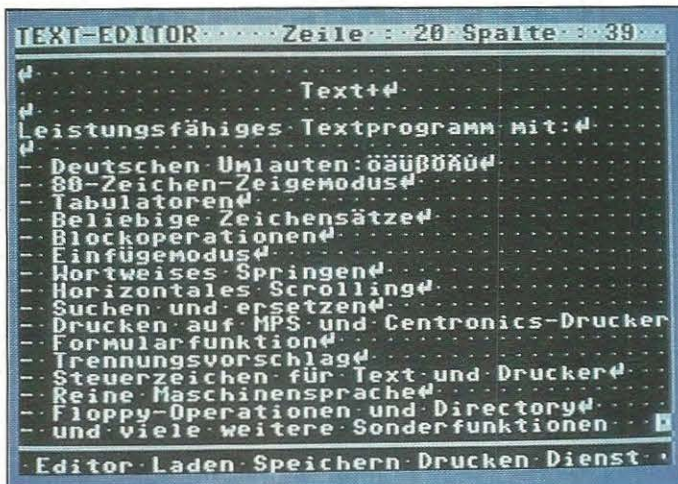 TEXT-EDITOR Zeile : 20 Spalte : 39
Text+
Leistungsfähiges Textprogramm mit:
- Deutschen Umlauten:öäüßÖÄÜ
- 80-Zeichen-Zeigemodus
- Tabulatoren
- Beliebige Zeichensätze
- Blockoperationen
- Einfügemodus
- Wortweises Springen
- Horizontales Scrolling
- Suchen und ersetzen
- Drucken auf MPS und Centronics-Drucker
- Formularfunktion
- Trennungsvorschlag
- Steuerzeichen für Text und Drucker
- Reine Maschinensprache
- Floppy-Operationen und Directory
- und viele weitere Sonderfunktionen
Editor Laden Speichern Drucken Dienst